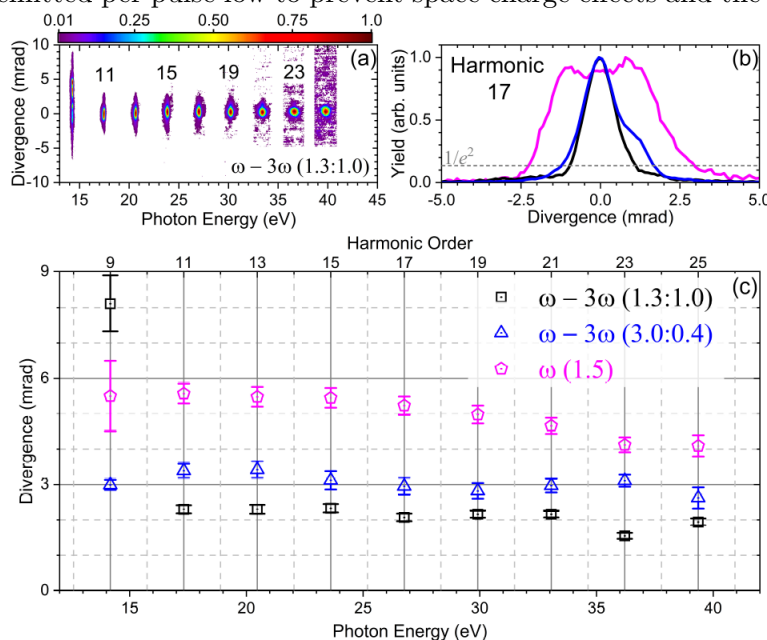 emitted per pulse low to prevent space charge effects and the
0.01 0.25 0.50 0.75 1.0
(a)
11 15 19 23
ω − 3ω (1.3:1.0)
10
5
0
-5
-10
Divergence (mrad)
15 20 25 30 35 40 45
Photon Energy (eV)
(b)
Harmonic
17
1/e²
1.0
0.5
0.0
Yield (arb. units)
-5.0 -2.5 0.0 2.5 5.0
Divergence (mrad)
Harmonic Order
9 11 13 15 17 19 21 23 25
(c)
ω − 3ω (1.3:1.0)
ω − 3ω (3.0:0.4)
ω (1.5)
9
6
3
0
Divergence (mrad)
15 20 25 30 35 40
Photon Energy (eV)